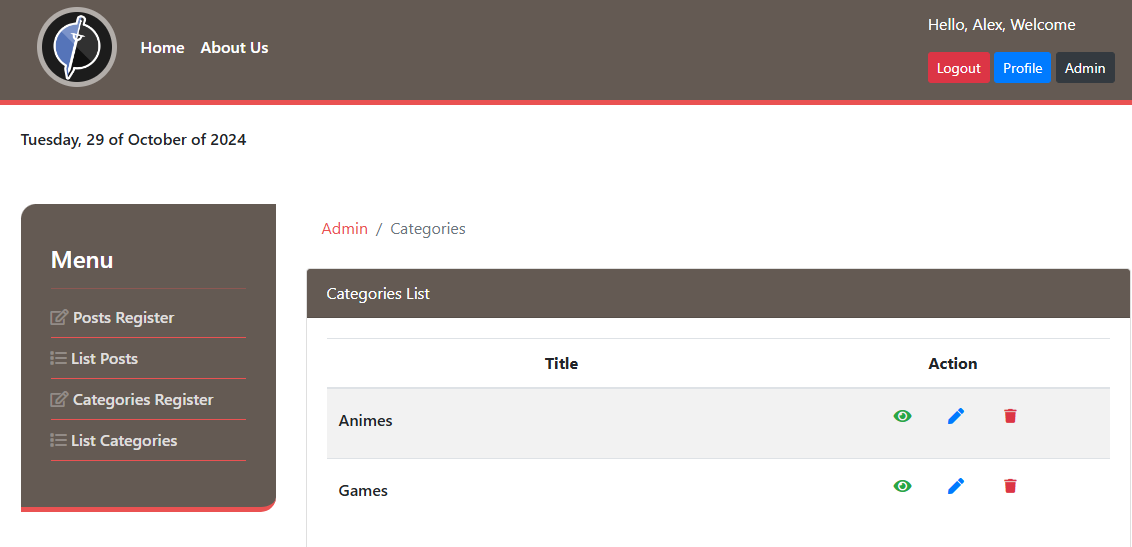 Home About Us
Hello, Alex, Welcome
Logout Profile Admin
Tuesday, 29 of October of 2024
Menu
Posts Register
List Posts
Categories Register
List Categories
Admin / Categories
Categories List
Title Action
Animes
Games